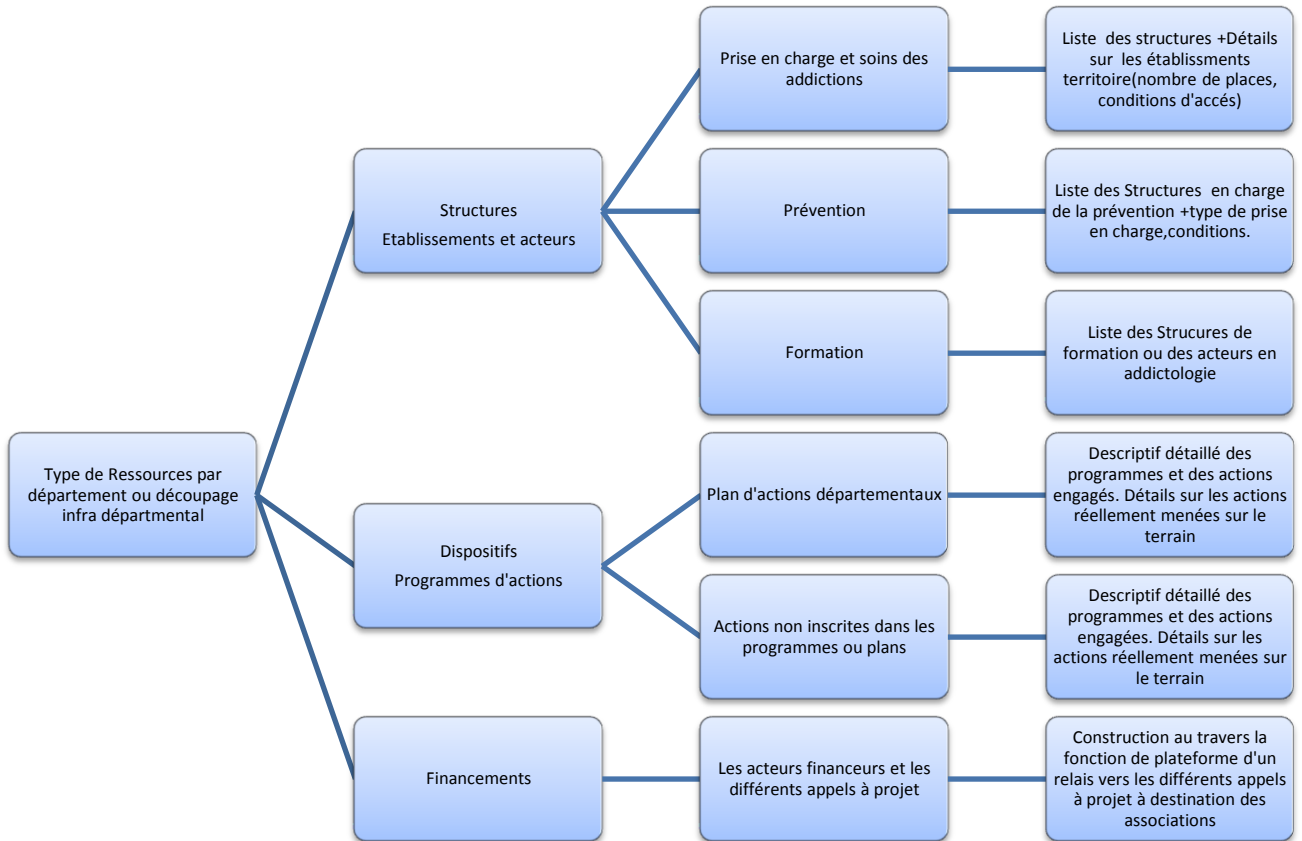 Type de Ressources par
département ou découpage
infra départmental
Structures
Etablissements et acteurs
Prise en charge et soins des
addictions
Liste des structures +Détails
sur les établissments
territoire(nombre de places,
conditions d'accés)
Prévention
Liste des Structures en charge
de la prévention +type de prise
en charge,conditions.
Formation
Liste des Strucures de
formation ou des acteurs en
addictologie
Dispositifs
Programmes d'actions
Plan d'actions départementaux
Descriptif détaillé des
programmes et des actions
engagés. Détails sur les actions
réellement menées sur le
terrain
Actions non inscrites dans les
programmes ou plans
Descriptif détaillé des
programmes et des actions
engagées. Détails sur les
actions réellement menées sur
le terrain
Financements
Les acteurs financeurs et les
différents appels à projet
Construction au travers la
fonction de plateforme d'un
relais vers les différents appels
à projet à destination des
associations